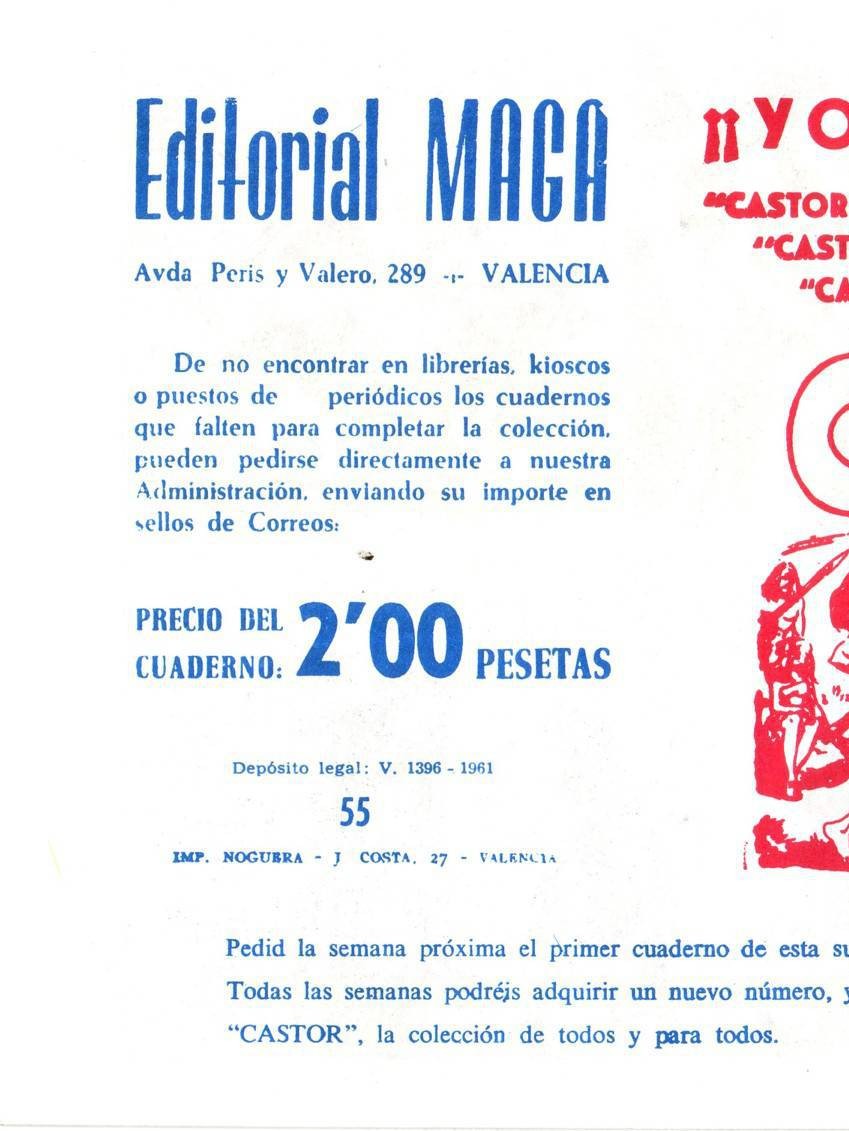 Editorial MAGA
Avda Peris y Valero, 289 -:- VALENCIA
De no encontrar en librerías, kioscos
o puestos de periódicos los cuadernos
que falten para completar la colección,
pueden pedirse directamente a nuestra
Administración, enviando su importe en
sellos de Correos:
PRECIO DEL
CUADERNO: 2'00 PESETAS
Depósito legal: V. 1396 - 1961
55
IMP. NOGUERA - J COSTA, 27 - VALENCIA
¡¡YO
"CASTOR
"CAST
"CA
Pedid la semana próxima el primer cuaderno de esta su
Todas las semanas podréis adquirir un nuevo número, y
"CASTOR", la colección de todos y para todos.